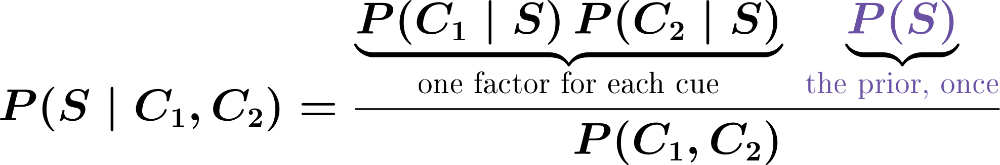 P(S | C₁, C₂) = P(C₁ | S) P(C₂ | S) P(S)
one factor for each cue the prior, once
P(C₁, C₂)